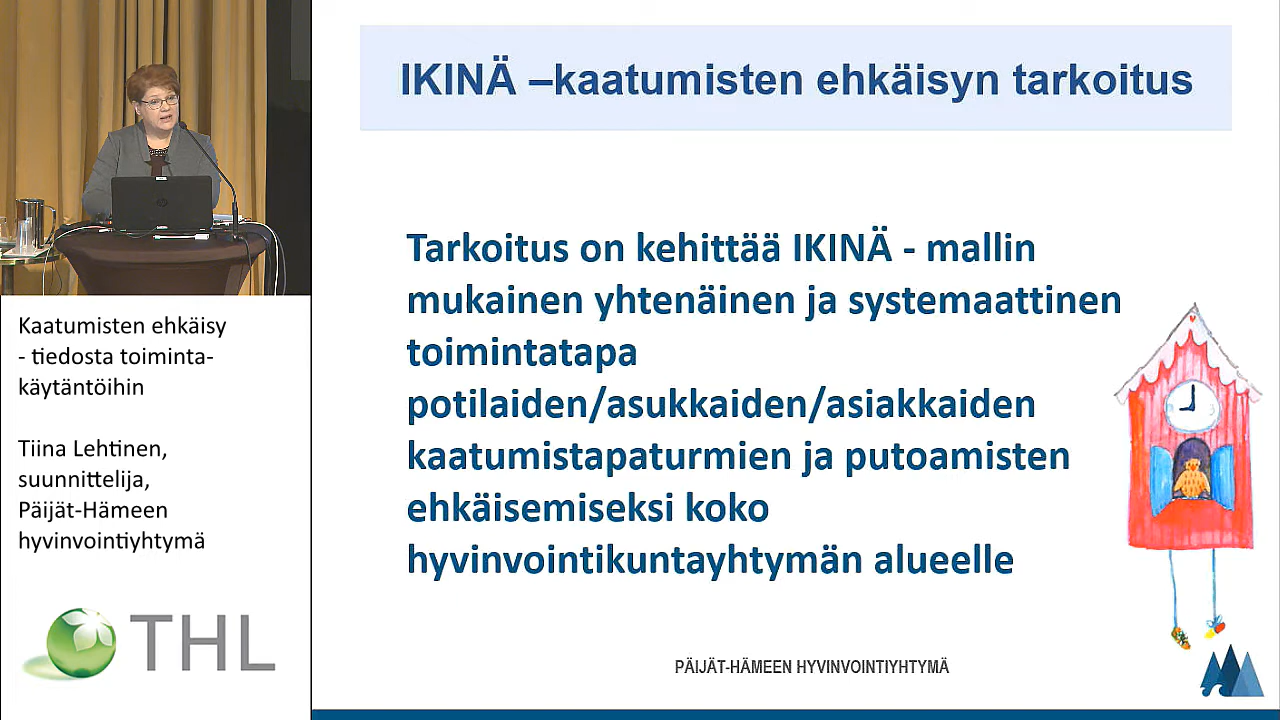 IKINÄ –kaatumisten ehkäisyn tarkoitus
Tarkoitus on kehittää IKINÄ - mallin
mukainen yhtenäinen ja systemaattinen
toimintatapa
potilaiden/asukkaiden/asiakkaiden
kaatumistapaturmien ja putoamisten
ehkäisemiseksi koko
hyvinvointikuntayhtymän alueelle
PÄIJÄT-HÄMEEN HYVINVOINTIYHTYMÄ
Kaatumisten ehkäisy
- tiedosta toiminta-
käytäntöihin
Tiina Lehtinen,
suunnittelija,
Päijät-Hämeen
hyvinvointiyhtymä
THL